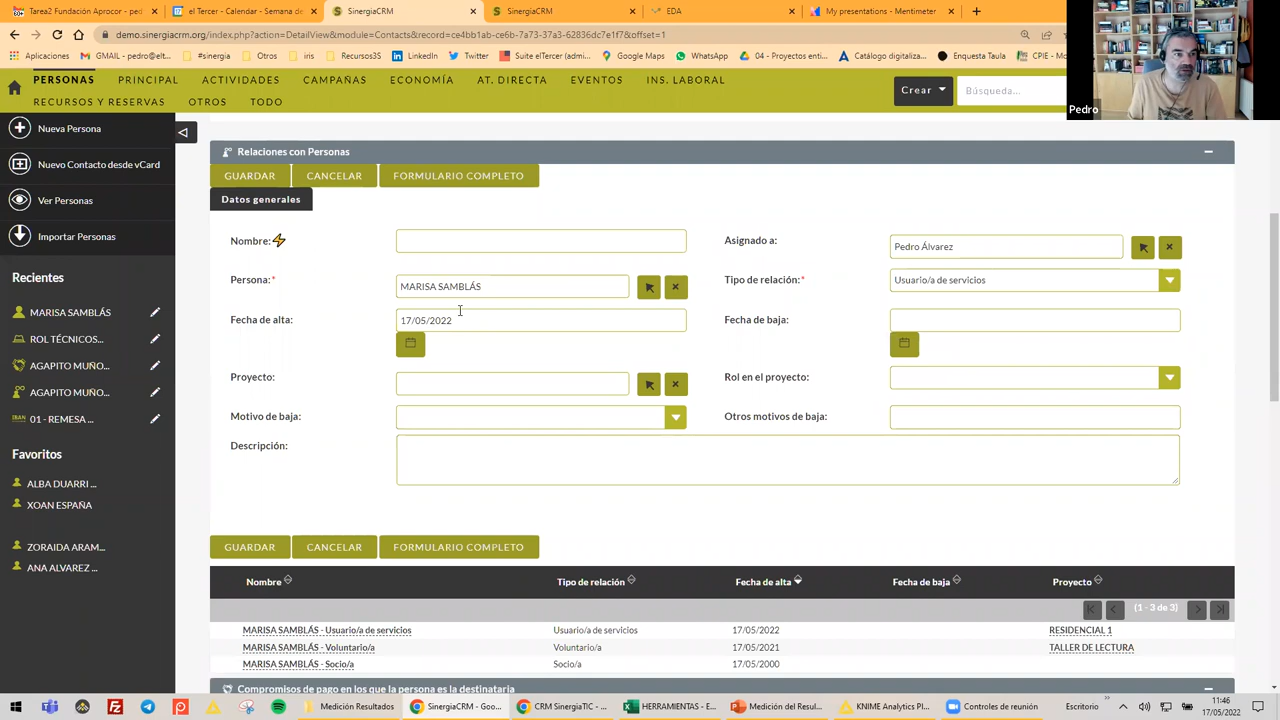 Tarea2 Fundación Aprocor - ped
el Tercer - Calendar - Semana de
SinergiaCRM
SinergiaCRM
EDA
My presentations - Mentimeter
demo.sinergiacrm.org/index.php?action=DetailView&module=Contacts&record=ce4bb1ab-ce6b-7a73-37a3-62836dc7e1f7&offset=1
Aplicaciones
GMAIL - pedro@elte...
#sinergia
Otros
iris
Recursos3S
LinkedIn
Twitter
Suite elTercer (adm...
Google Maps
WhatsApp
04 - Proyectos enti...
Catálogo digitaliza...
Enquesta Taula
CPIE - Mo
PERSONAS
PRINCIPAL
ACTIVIDADES
CAMPAÑAS
ECONOMÍA
AT. DIRECTA
EVENTOS
INS. LABORAL
RECURSOS Y RESERVAS
OTROS
TODO
Crear
Búsqueda...
Pedro
Nueva Persona
Nuevo Contacto desde vCard
Ver Personas
Importar Personas
Recientes
MARISA SAMBLÁS
ROL TÉCNICOS...
AGAPITO MUÑO...
AGAPITO MUÑO...
01 - REMESA ...
Favoritos
ALBA DUARRI ...
XOAN ESPAÑA
ZORAIDA ARAM...
ANA ALVAREZ ...
Relaciones con Personas
GUARDAR
CANCELAR
FORMULARIO COMPLETO
Datos generales
Nombre:
Asignado a:
Pedro Álvarez
Persona:*
MARISA SAMBLÁS
Tipo de relación:*
Usuario/a de servicios
Fecha de alta:
17/05/2022
Fecha de baja:
Proyecto:
Rol en el proyecto:
Motivo de baja:
Otros motivos de baja:
Descripción:
GUARDAR
CANCELAR
FORMULARIO COMPLETO
Nombre
Tipo de relación
Fecha de alta
Fecha de baja
Proyecto
(1 - 3 de 3)
MARISA SAMBLÁS - Usuario/a de servicios
Usuario/a de servicios
17/05/2022
RESIDENCIAL 1
MARISA SAMBLÁS - Voluntario/a
Voluntario/a
17/05/2021
TALLER DE LECTURA
MARISA SAMBLÁS - Socio/a
Socio/a
17/05/2000
Compromisos de pago en los que la persona es la destinataria
Medición Resultados
SinergiaCRM - Goo...
CRM SinergiaTIC - ...
HERRAMIENTAS - E...
Medición del Resul...
KNIME Analytics Pl...
Controles de reunión
Escritorio
11:46
17/05/2022